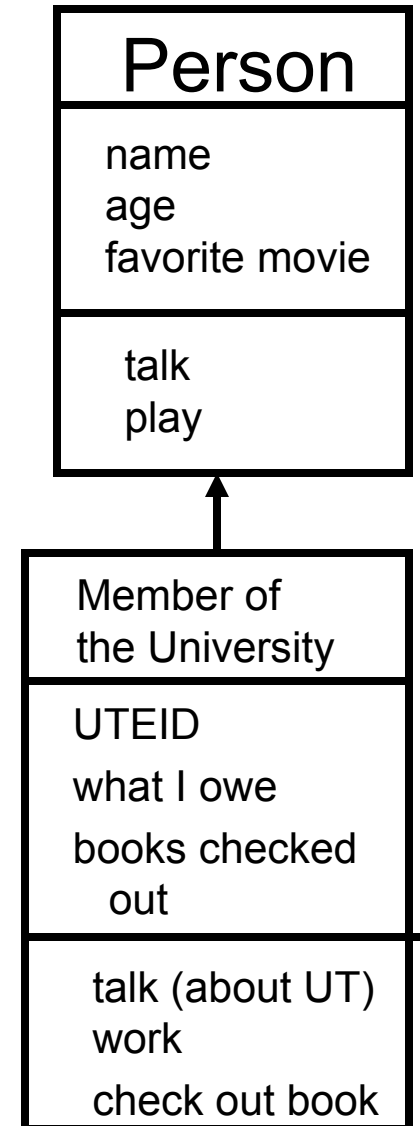 Person
name
age
favorite movie
talk
play
Member of
the University
UTEID
what I owe
books checked
out
talk (about UT)
work
check out book